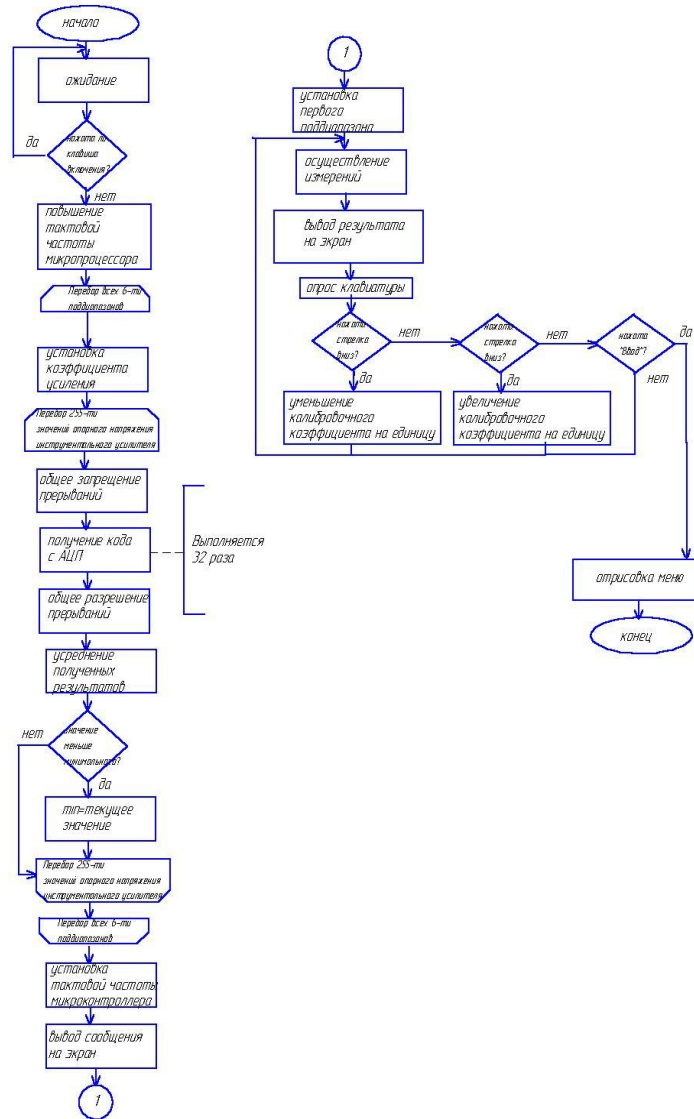 начало
ожидание
нажата ли
клавиша
включения?
да
нет
повышение
тактовой
частоты
микропроцессора
Перебор всех 6-ти
поддиапазонов
установка
коэффициента
усиления
Перебор 255-ти
значений опорного напряжения
инструментального усилителя
общее запрещение
прерываний
получение кода
с АЦП
Выполняется
32 раза
общее разрешение
прерываний
усреднение
полученных
результатов
нет
значение
меньше
минимального?
да
min=текущее
значение
Перебор 255-ти
значений опорного напряжения
инструментального усилителя
Перебор всех 6-ти
поддиапазонов
установка
тактовой частоты
микроконтроллера
вывод сообщения
на экран
1
1
установка
первого
поддиапазона
осуществление
измерений
вывод результата
на экран
опрос клавиатуры
нажата
стрелка
вниз?
нет
да
нажата
стрелка
вниз?
нет
да
нажата
"Ввод"?
да
нет
уменьшение
калибровочного
коэффициента на единицу
увеличение
калибровочного
коэффициента на единицу
отрисовка меню
конец